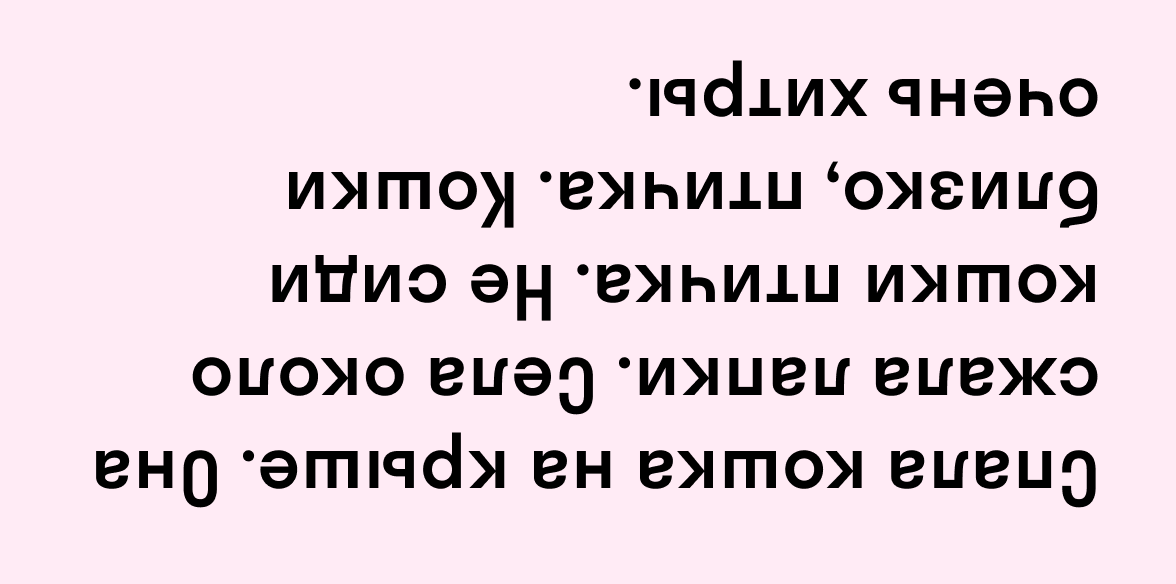 Спала кошка на крыше. Она
сжала лапки. Села около
кошки птичка. Не сиди
близко, птичка. Кошки
очень хитры.